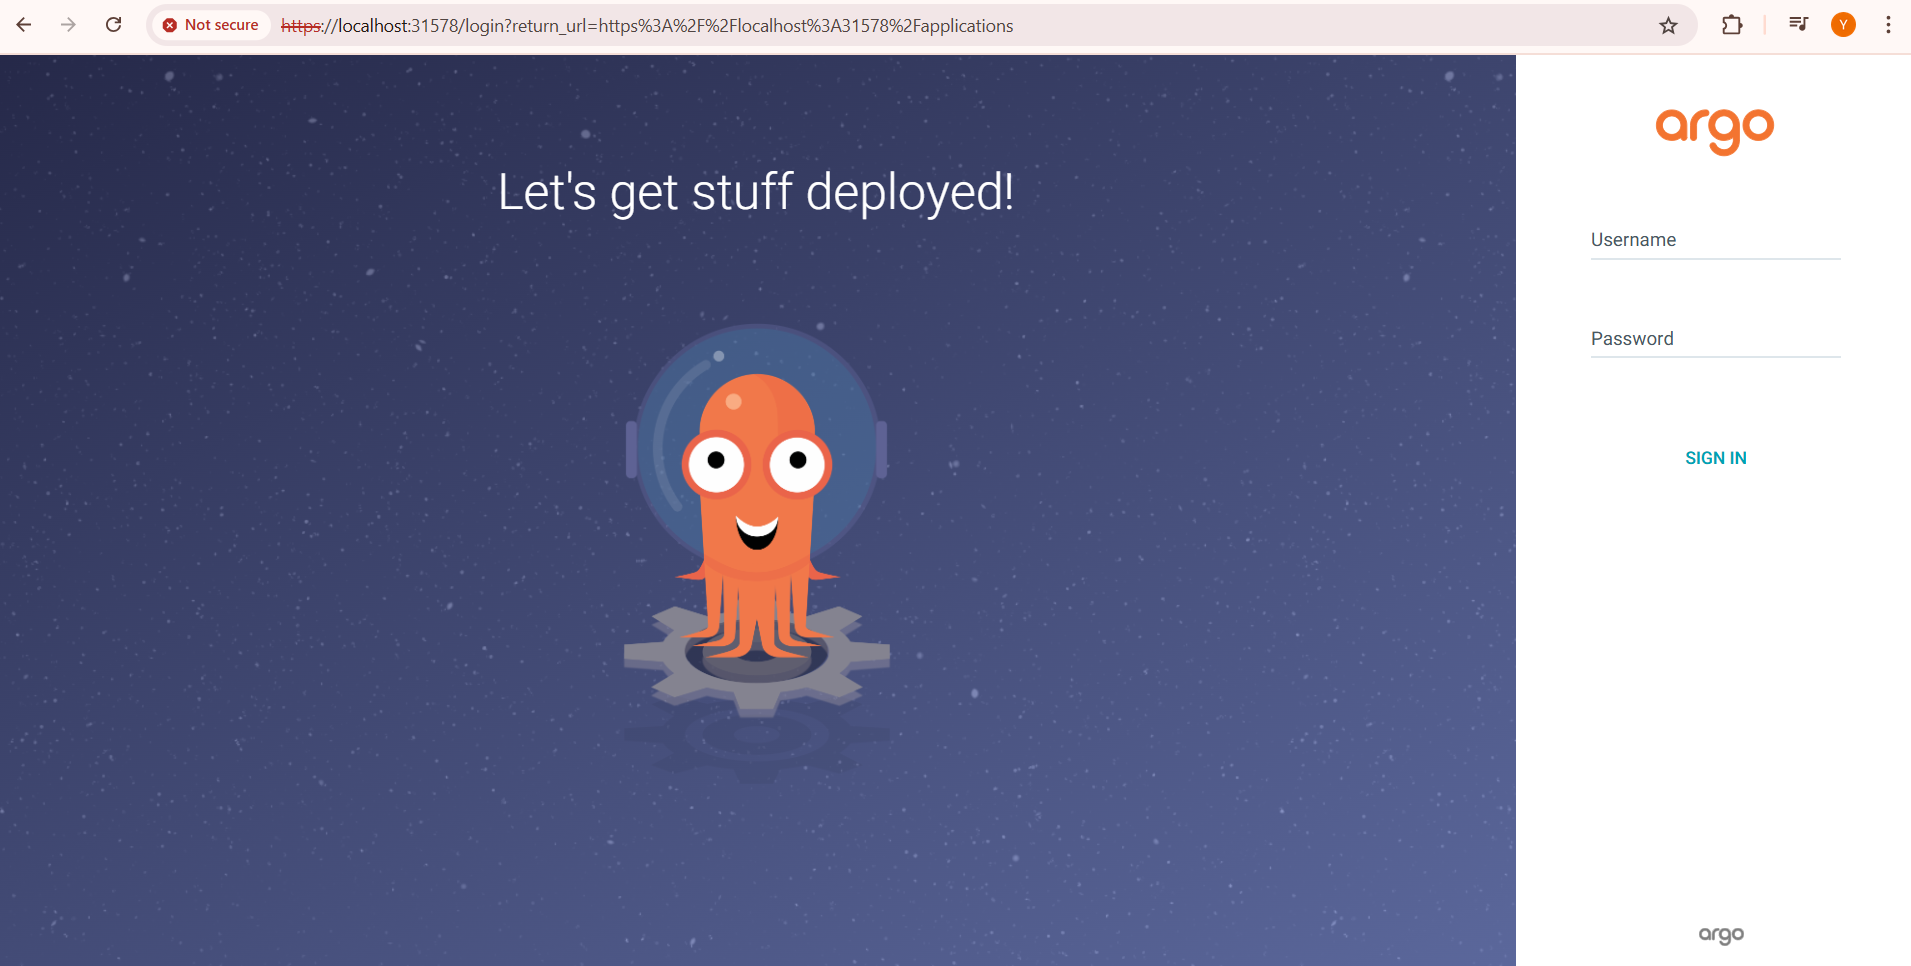 Not secure
https://localhost:31578/login?return_url=https%3A%2F%2Flocalhost%3A31578%2Fapplications
Y
Let's get stuff deployed!
argo
Username
Password
SIGN IN
argo